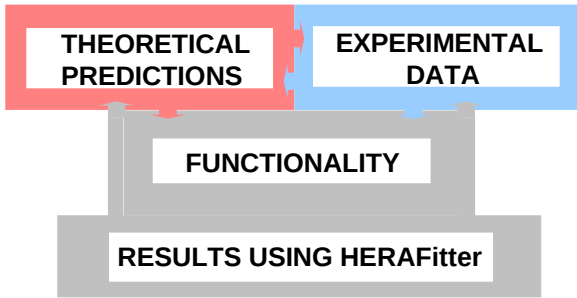 THEORETICAL
PREDICTIONS
EXPERIMENTAL
DATA
FUNCTIONALITY
RESULTS USING HERAFitter